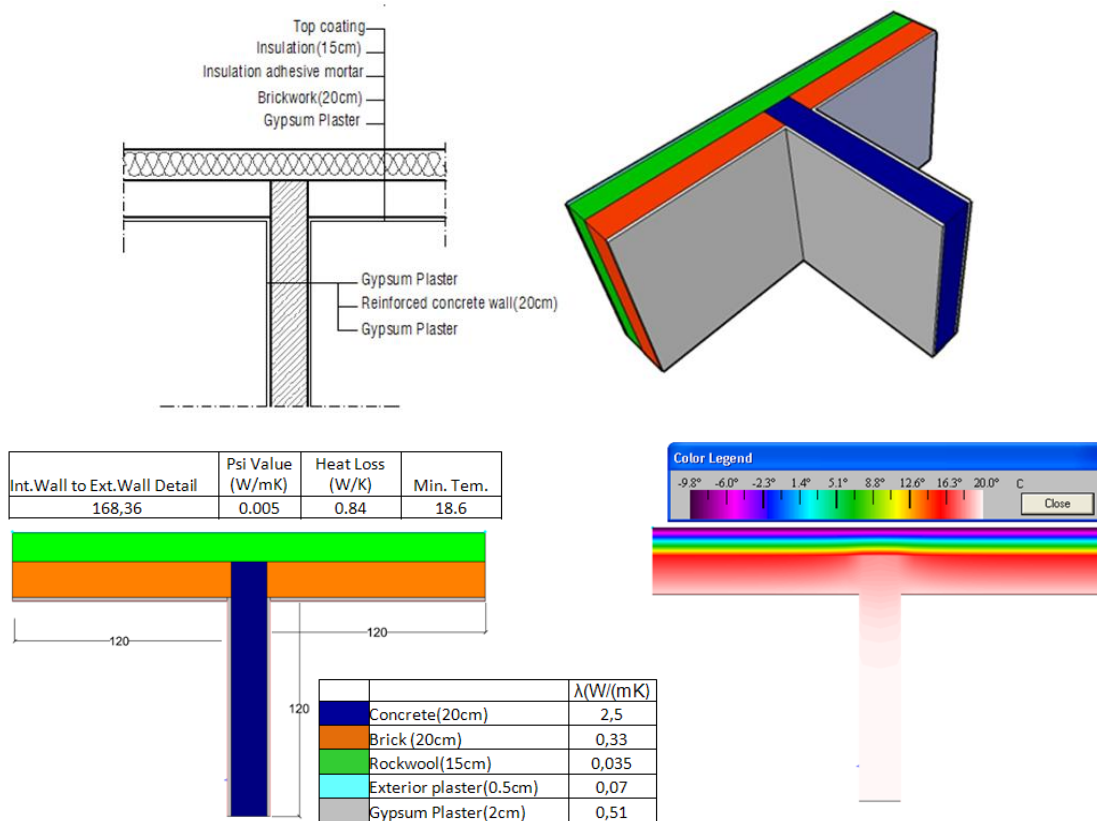 Top coating
Insulation(15cm)
Insulation adhesive mortar
Brickwork(20cm)
Gypsum Plaster
Gypsum Plaster
Reinforced concrete wall(20cm)
Gypsum Plaster
Int.Wall to Ext.Wall Detail Psi Value (W/mK) Heat Loss (W/K) Min. Tem.
168,36 0.005 0.84 18.6
Color Legend
-9.8° -6.0° -2.3° 1.4° 5.1° 8.8° 12.6° 16.3° 20.0° C
Close
120
120
120
λ(W/(mK)
Concrete(20cm) 2,5
Brick (20cm) 0,33
Rockwool(15cm) 0,035
Exterior plaster(0.5cm) 0,07
Gypsum Plaster(2cm) 0,51